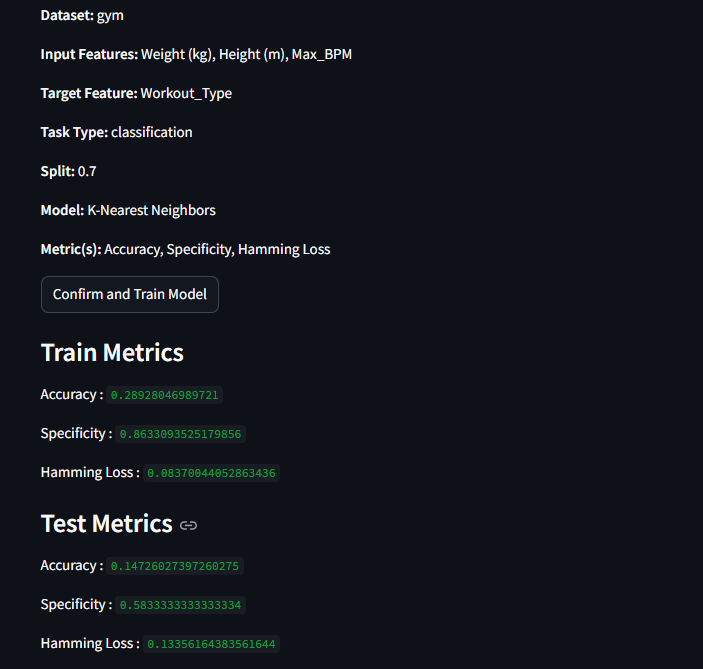 Dataset: gym
Input Features: Weight (kg), Height (m), Max_BPM
Target Feature: Workout_Type
Task Type: classification
Split: 0.7
Model: K-Nearest Neighbors
Metric(s): Accuracy, Specificity, Hamming Loss
Confirm and Train Model
Train Metrics
Accuracy : 0.28928046989721
Specificity : 0.8633093525179856
Hamming Loss : 0.08370044052863436
Test Metrics
Accuracy : 0.14726027397260275
Specificity : 0.5833333333333334
Hamming Loss : 0.13356164383561644